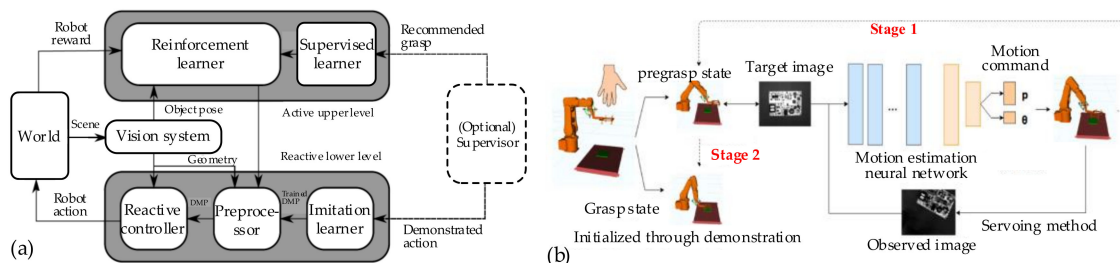 Robot
reward
Reinforcement
learner
Supervised
learner
Recommended
grasp
Object pose
Active upper level
World
Scene
Vision system
(Optional)
Supervisor
Geometry
Reactive lower level
Robot
action
Reactive
controller
DMP
Preproce-
ssor
Trained
DMP
Imitation
learner
Demonstrated
action
(a)
Stage 1
pregrasp state
Target image
Motion
command
...
p
θ
Stage 2
Motion estimation
neural network
Grasp state
Initialized through demonstration
Servoing method
Observed image
(b)